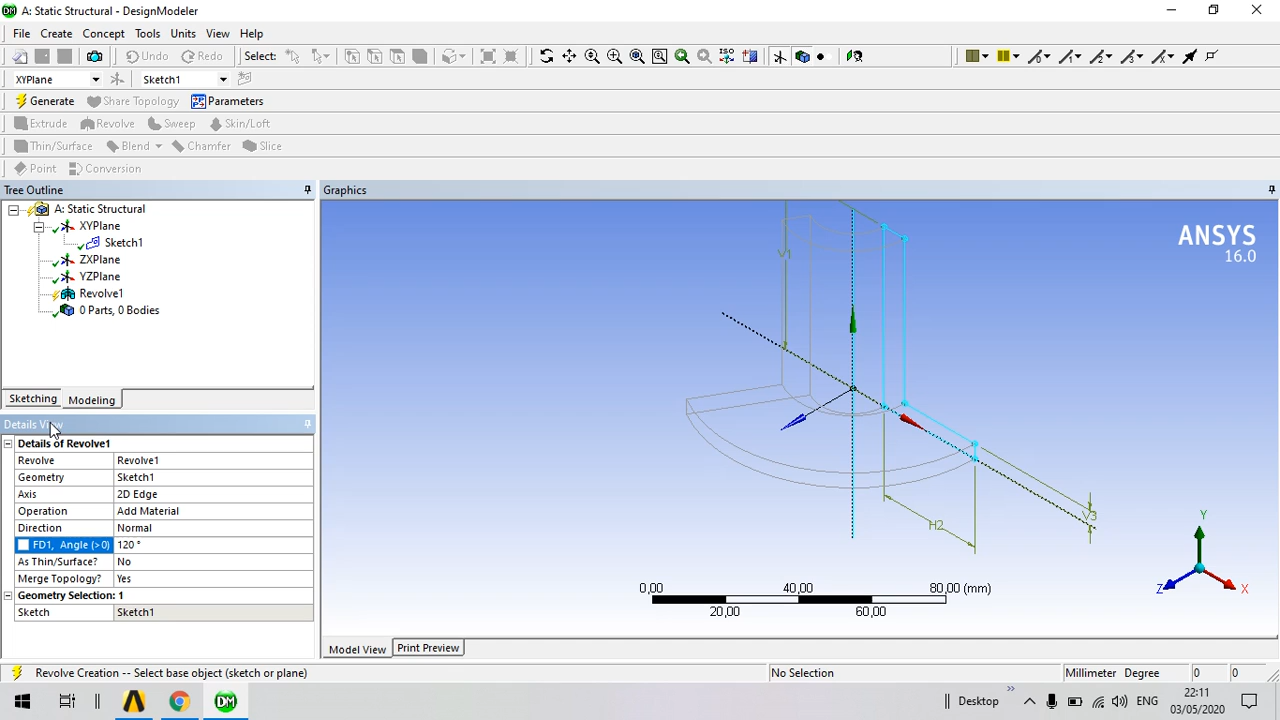 A: Static Structural - DesignModeler
File Create Concept Tools Units View Help
Undo Redo Select: ISO
XYPlane Sketch1
Generate Share Topology Parameters
Extrude Revolve Sweep Skin/Loft
Thin/Surface Blend Chamfer Slice
Point Conversion
Tree Outline
A: Static Structural
XYPlane
Sketch1
ZXPlane
YZPlane
Revolve1
0 Parts, 0 Bodies
Sketching Modeling
Details View
Details of Revolve1
Revolve Revolve1
Geometry Sketch1
Axis 2D Edge
Operation Add Material
Direction Normal
FD1, Angle (>0) 120 °
As Thin/Surface? No
Merge Topology? Yes
Geometry Selection: 1
Sketch Sketch1
Graphics
ANSYS
16.0
V1
H2
V3
0,00 40,00 80,00 (mm)
20,00 60,00
Y
Z X
Model View Print Preview
Revolve Creation -- Select base object (sketch or plane) No Selection Millimeter Degree 0 0
DM Desktop ENG 22:11
03/05/2020